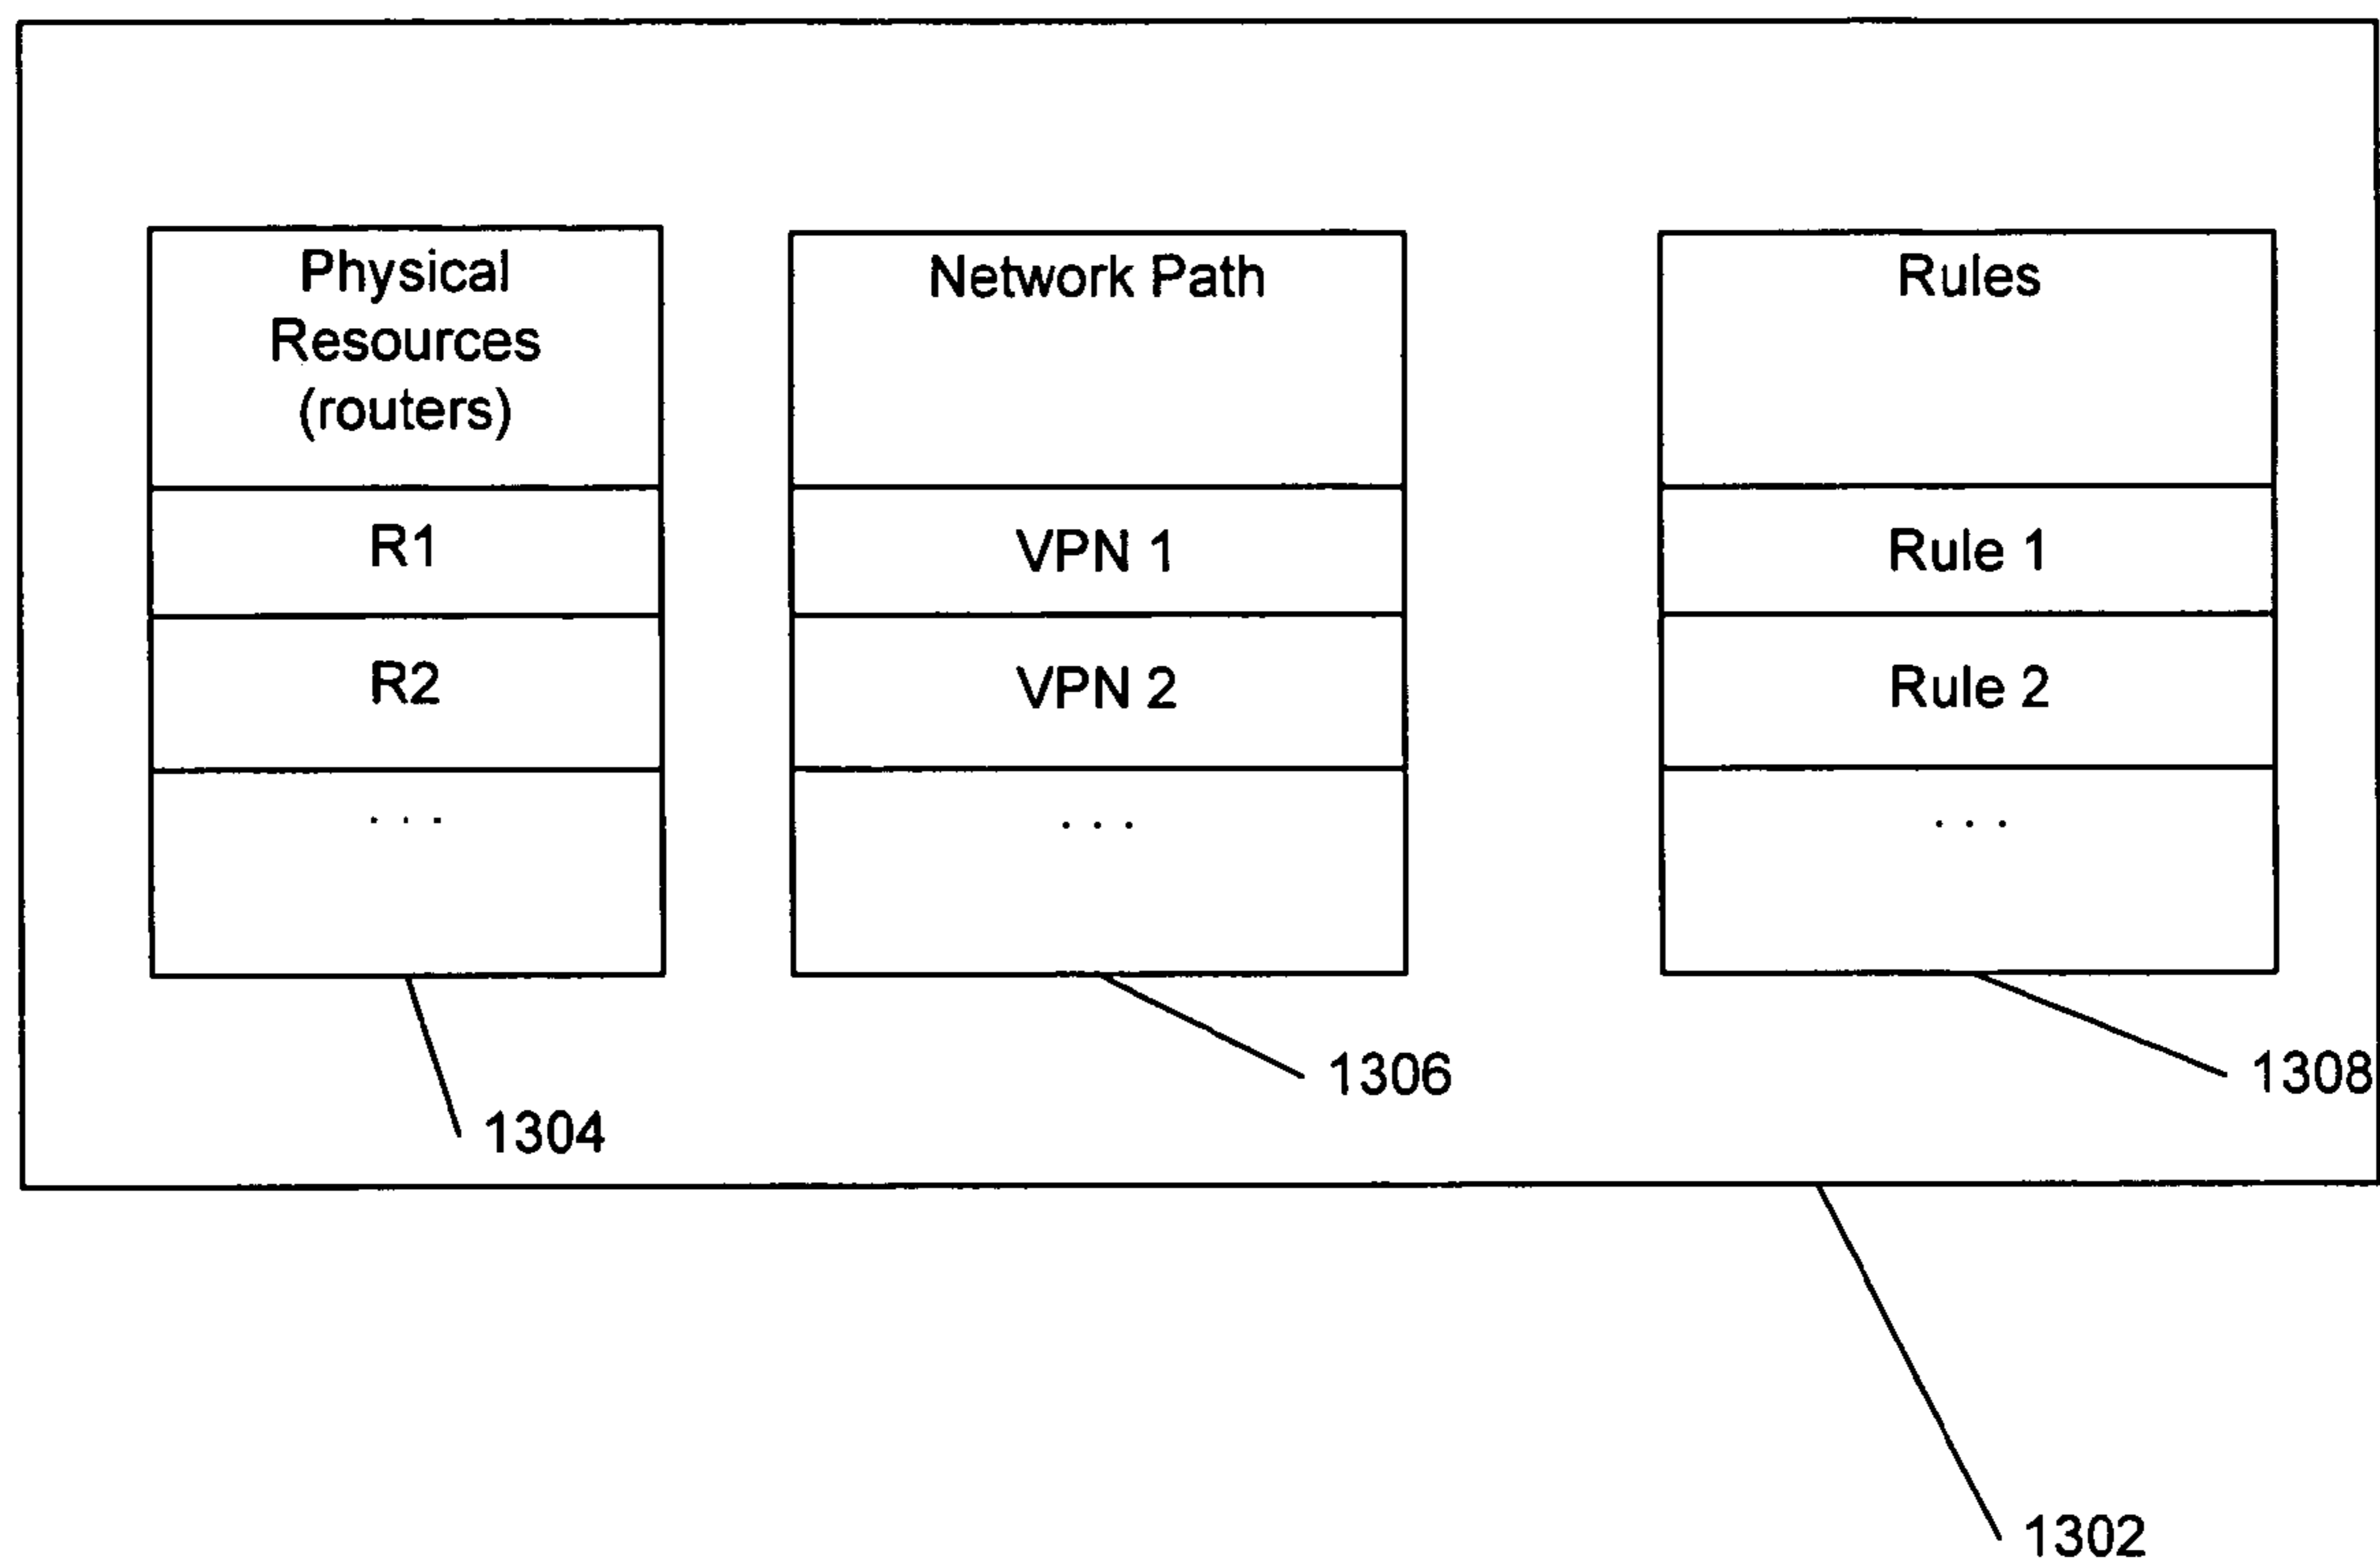 Physical
Resources
(routers)
R1
R2
. . .
1304
Network Path
VPN 1
VPN 2
. . .
1306
Rules
Rule 1
Rule 2
. . .
1308
1302